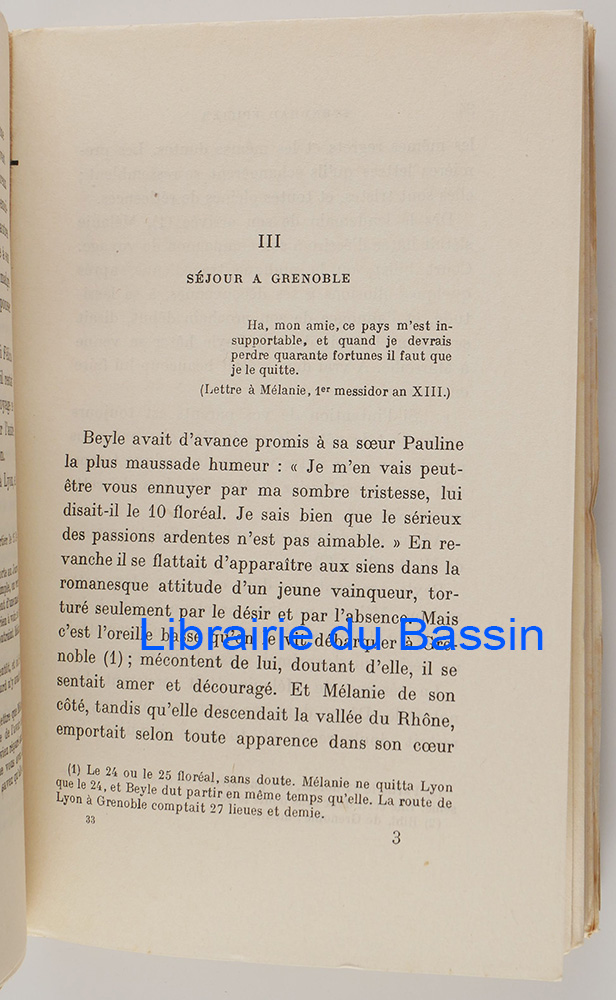 III
SÉJOUR A GRENOBLE
Ha, mon amie, ce pays m'est in-
supportable, et quand je devrais
perdre quarante fortunes il faut que
je le quitte.
(Lettre à Mélanie, 1er messidor an XIII.)
Beyle avait d'avance promis à sa sœur Pauline
la plus maussade humeur : « Je m'en vais peut-
être vous ennuyer par ma sombre tristesse, lui
disait-il le 10 floréal. Je sais bien que le sérieux
des passions ardentes n'est pas aimable. » En re-
vanche il se flattait d'apparaître aux siens dans la
romanesque attitude d'un jeune vainqueur, tor-
turé seulement par le désir et par l'absence. Mais
c'est l'oreille basse qu'on le vit débarquer à Gre-
noble (1) ; mécontent de lui, doutant d'elle, il se
sentait amer et découragé. Et Mélanie de son
côté, tandis qu'elle descendait la vallée du Rhône,
emportait selon toute apparence dans son cœur
(1) Le 24 ou le 25 floréal, sans doute. Mélanie ne quitta Lyon
que le 24, et Beyle dut partir en même temps qu'elle. La route de
Lyon à Grenoble comptait 27 lieues et demie.
33
3
Librairie du Bassin